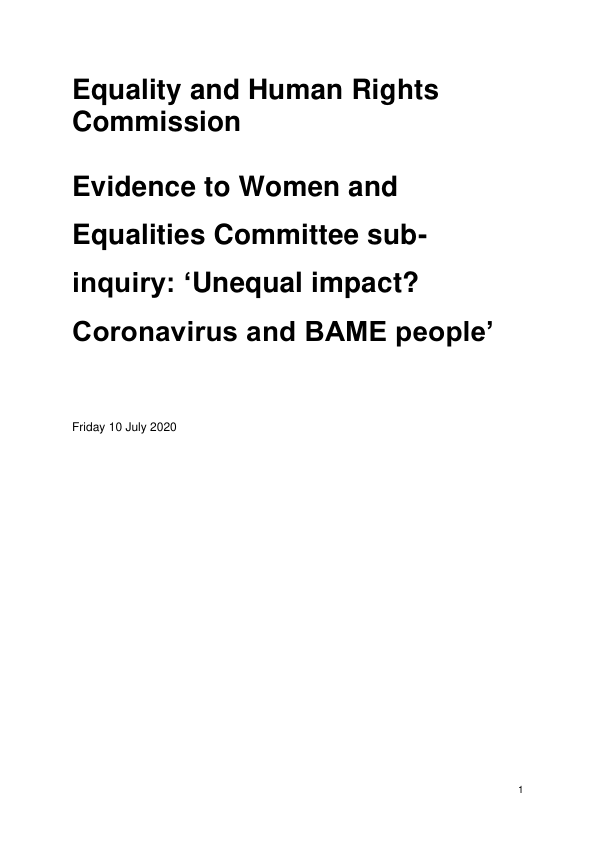 Equality and Human Rights
Commission
Evidence to Women and
Equalities Committee sub-
inquiry: ‘Unequal impact?
Coronavirus and BAME people’
Friday 10 July 2020
1